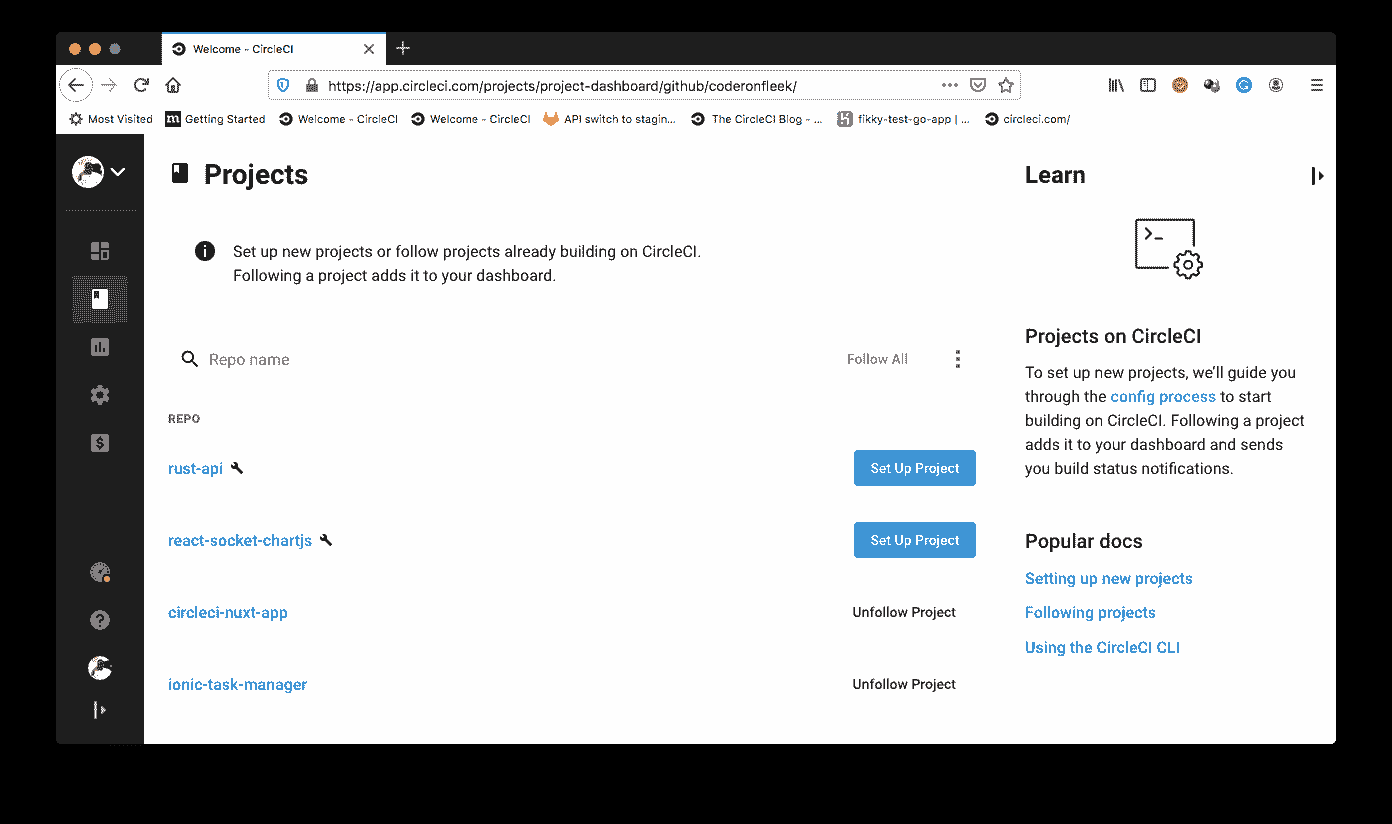 Welcome - CircleCI
https://app.circleci.com/projects/project-dashboard/github/coderonfleek/
Most Visited
Getting Started
Welcome - CircleCI
Welcome - CircleCI
API switch to stagin...
The CircleCI Blog - ...
fikky-test-go-app | ...
circleci.com/
Projects
Set up new projects or follow projects already building on CircleCI.
Following a project adds it to your dashboard.
Repo name
Follow All
REPO
rust-api
Set Up Project
react-socket-chartjs
Set Up Project
circleci-nuxt-app
Unfollow Project
ionic-task-manager
Unfollow Project
Learn
Projects on CircleCI
To set up new projects, we’ll guide you
through the config process to start
building on CircleCI. Following a project
adds it to your dashboard and sends
you build status notifications.
Popular docs
Setting up new projects
Following projects
Using the CircleCI CLI